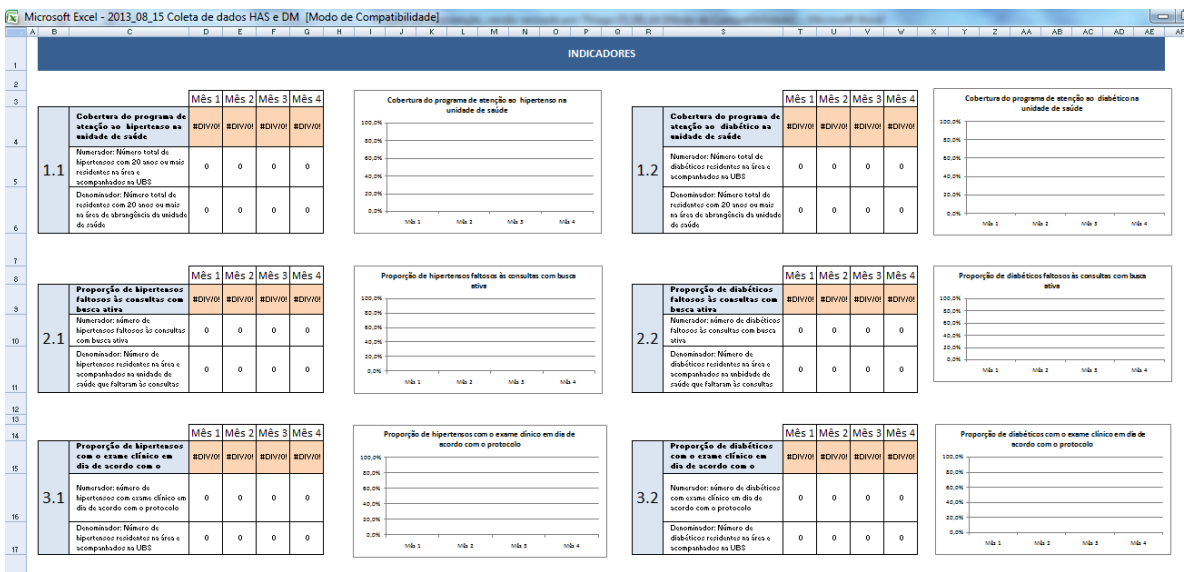 Microsoft Excel - 2013_08_15 Coleta de dados HAS e DM [Modo de Compatibilidade]
A B C D E F G H I J K L M N O P Q R S T U V W X Y Z AA AB AC AD AE AF
1 INDICADORES
2
3 Mês 1 Mês 2 Mês 3 Mês 4
4
Cobertura do programa de
atenção ao hipertenso na
unidade de saúde
#DIV/0! #DIV/0! #DIV/0! #DIV/0!
1.1
5
Numerador: Número total de
hipertensos com 20 anos ou mais
residentes na área e
acompanhados na UBS
0 0 0 0
6
Denominador: Número total de
residentes com 20 anos ou mais
na área de abrangência da unidade
de saúde
0 0 0 0
Cobertura do programa de atenção ao hipertenso na
unidade de saúde
100,0%
80,0%
60,0%
40,0%
20,0%
0,0%
Mês 1 Mês 2 Mês 3 Mês 4
Mês 1 Mês 2 Mês 3 Mês 4
Cobertura do programa de
atenção ao diabético na
unidade de saúde
#DIV/0! #DIV/0! #DIV/0! #DIV/0!
1.2
Numerador: Número total de
diabéticos residentes na área e
acompanhados na UBS
0 0 0 0
Denominador: Número total de
residentes com 20 anos ou mais
na área de abrangência da unidade
de saúde
0 0 0 0
Cobertura do programa de atenção ao diabético na
unidade de saúde
100,0%
80,0%
60,0%
40,0%
20,0%
0,0%
Mês 1 Mês 2 Mês 3 Mês 4
7
8 Mês 1 Mês 2 Mês 3 Mês 4
9
Proporção de hipertensos
faltosos às consultas com
busca ativa
#DIV/0! #DIV/0! #DIV/0! #DIV/0!
2.1
10
Numerador: número de
hipertensos faltosos às consultas
com busca ativa
0 0 0 0
11
Denominador: Número de
hipertensos residentes na área e
acompanhados na unidade de
saúde que faltaram às consultas
0 0 0 0
Proporção de hipertensos faltosos às consultas com busca
ativa
100,0%
80,0%
60,0%
40,0%
20,0%
0,0%
Mês 1 Mês 2 Mês 3 Mês 4
Mês 1 Mês 2 Mês 3 Mês 4
Proporção de diabéticos
faltosos às consultas com
busca ativa
#DIV/0! #DIV/0! #DIV/0! #DIV/0!
2.2
Numerador: número de diabéticos
faltosos às consultas com busca
ativa
0 0 0 0
Denominador: Número de
diabéticos residentes na área e
acompanhados na unbidade de
saúde que faltaram às consultas
0 0 0 0
Proporção de diabéticos faltosos às consultas com busca
ativa
100,0%
80,0%
60,0%
40,0%
20,0%
0,0%
Mês 1 Mês 2 Mês 3 Mês 4
12
13
14 Mês 1 Mês 2 Mês 3 Mês 4
15
Proporção de hipertensos
com o exame clínico em
dia de acordo com o
#DIV/0! #DIV/0! #DIV/0! #DIV/0!
3.1
16
Numerador: número de
hipertensos com exame clínico em
dia de acordo com o protocolo
0 0 0 0
17
Denominador: Número de
hipertensos residentes na área e
acompanhados na UBS
0 0 0 0
Proporção de hipertensos com o exame clínico em dia de
acordo com o protocolo
100,0%
80,0%
60,0%
40,0%
20,0%
0,0%
Mês 1 Mês 2 Mês 3 Mês 4
Mês 1 Mês 2 Mês 3 Mês 4
Proporção de diabéticos
com o exame clínico em
dia de acordo com o
#DIV/0! #DIV/0! #DIV/0! #DIV/0!
3.2
Numerador: número de diabéticos
com exame clínico em dia de
acordo com o protocolo
0 0 0 0
Denominador: Número de
diabéticos residentes na área e
acompanhados na UBS
0 0 0 0
Proporção de diabéticos com o exame clínico em dia de
acordo com o protocolo
100,0%
80,0%
60,0%
40,0%
20,0%
0,0%
Mês 1 Mês 2 Mês 3 Mês 4